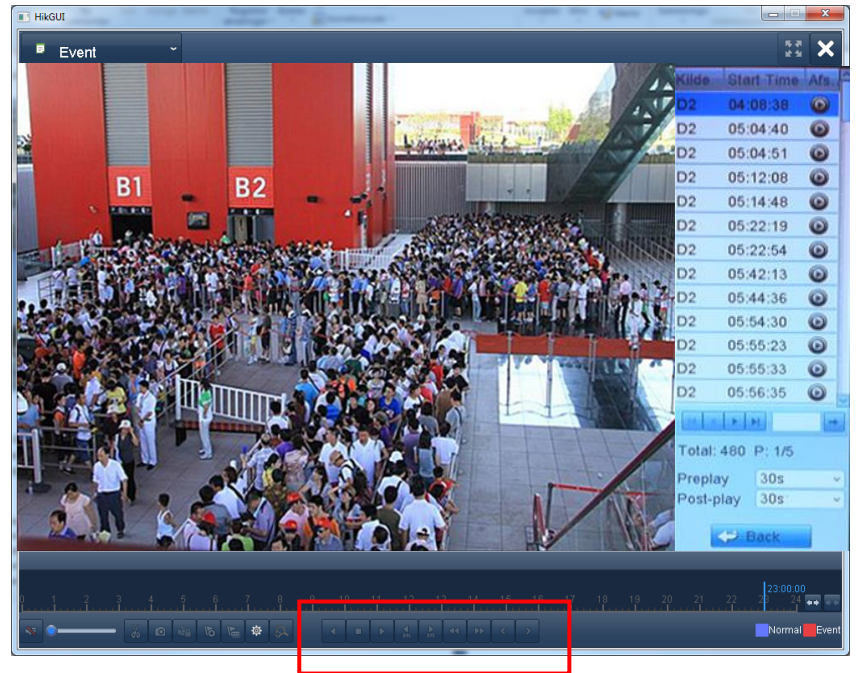 HikGUI
Event
Kilde Start Time Afs..
D2 04:08:38
D2 05:04:40
D2 05:04:51
D2 05:12:08
D2 05:14:48
D2 05:22:19
D2 05:22:54
D2 05:42:13
D2 05:44:36
D2 05:54:30
D2 05:55:23
D2 05:55:33
D2 05:56:35
B1
B2
Total: 480 P: 1/5
Preplay 30s
Post-play 30s
Back
23:00:00
0 1 2 3 4 5 6 7 8 9 10 11 12 13 14 15 16 17 18 19 20 21 22 23 24
Normal Event